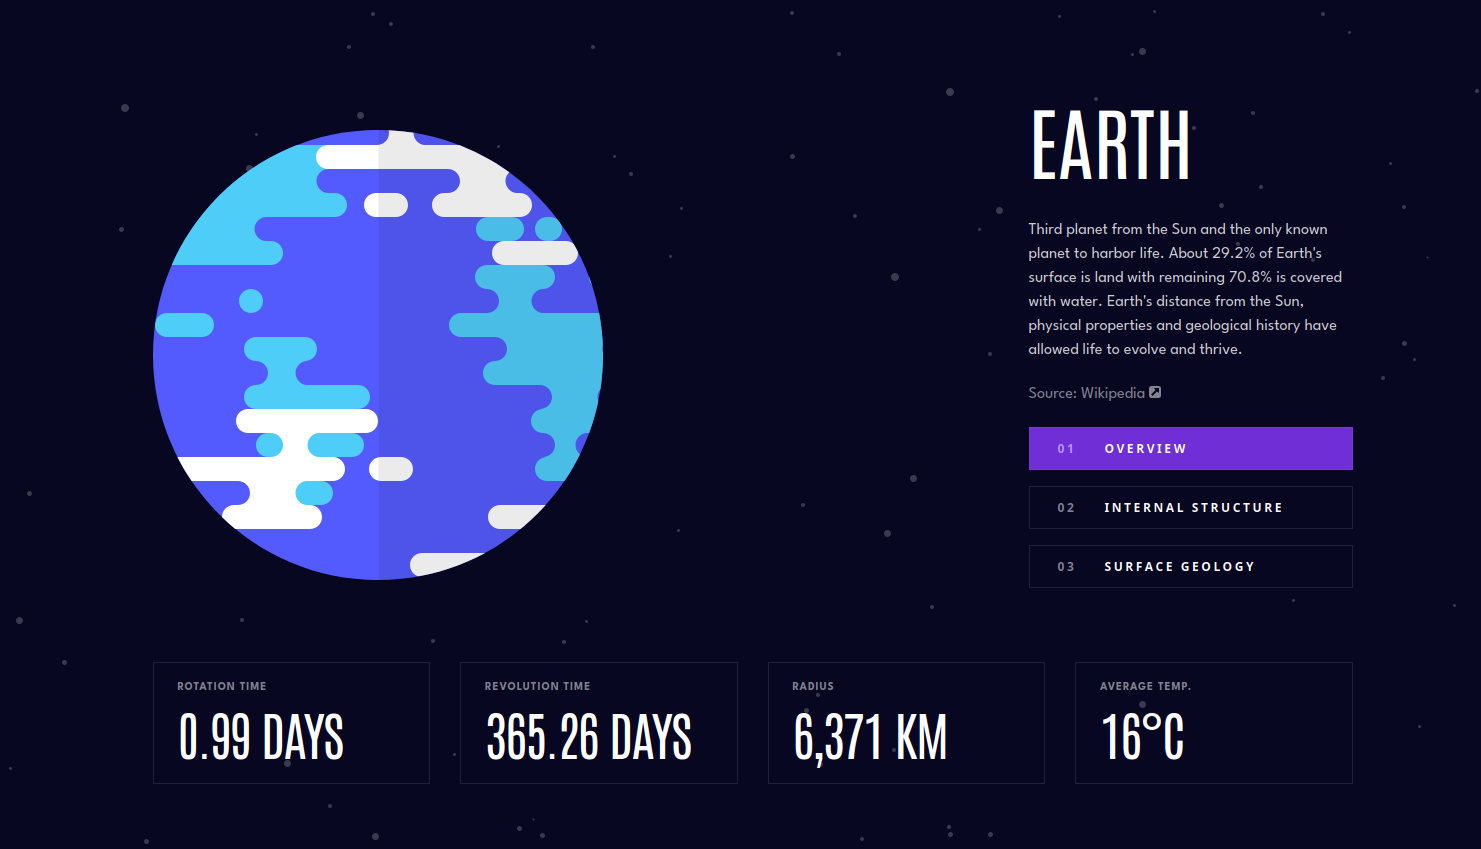 EARTH
Third planet from the Sun and the only known
planet to harbor life. About 29.2% of Earth's
surface is land with remaining 70.8% is covered
with water. Earth's distance from the Sun,
physical properties and geological history have
allowed life to evolve and thrive.
Source: Wikipedia
01 OVERVIEW
02 INTERNAL STRUCTURE
03 SURFACE GEOLOGY
ROTATION TIME
0.99 DAYS
REVOLUTION TIME
365.26 DAYS
RADIUS
6,371 KM
AVERAGE TEMP.
16°C